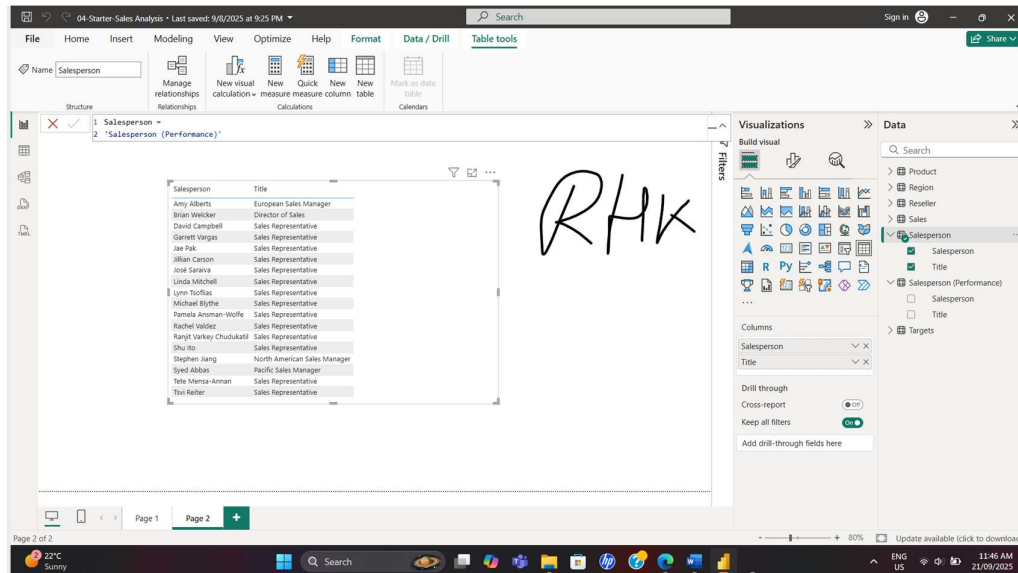 04-Starter-Sales Analysis • Last saved: 9/8/2025 at 9:25 PM
Search
Sign in
File Home Insert Modeling View Optimize Help Format Data / Drill Table tools
Share
Name Salesperson
Manage relationships
New visual calculation
New measure
Quick measure
New column
New table
Mark as date table
Structure Relationships Calculations Calendars
1 Salesperson =
2 'Salesperson (Performance)'
Salesperson Title
Amy Alberts European Sales Manager
Brian Welcker Director of Sales
David Campbell Sales Representative
Garrett Vargas Sales Representative
Jae Pak Sales Representative
Jillian Carson Sales Representative
José Saraiva Sales Representative
Linda Mitchell Sales Representative
Lynn Tsoflias Sales Representative
Michael Blythe Sales Representative
Pamela Ansman-Wolfe Sales Representative
Rachel Valdez Sales Representative
Ranjit Varkey Chudukatil Sales Representative
Shu Ito Sales Representative
Stephen Jiang North American Sales Manager
Syed Abbas Pacific Sales Manager
Tete Mensa-Annan Sales Representative
Tsvi Reiter Sales Representative
RHK
Filters
Visualizations
Build visual
R Py
Columns
Salesperson
Title
Drill through
Cross-report Off
Keep all filters On
Add drill-through fields here
Data
Search
Product
Region
Reseller
Sales
Salesperson
Salesperson
Title
Salesperson (Performance)
Salesperson
Title
Targets
TMDL
Page 1 Page 2
Page 2 of 2
80%
Update available (click to download
2
22°C
Sunny
Search
ENG
US
11:46 AM
21/09/2025